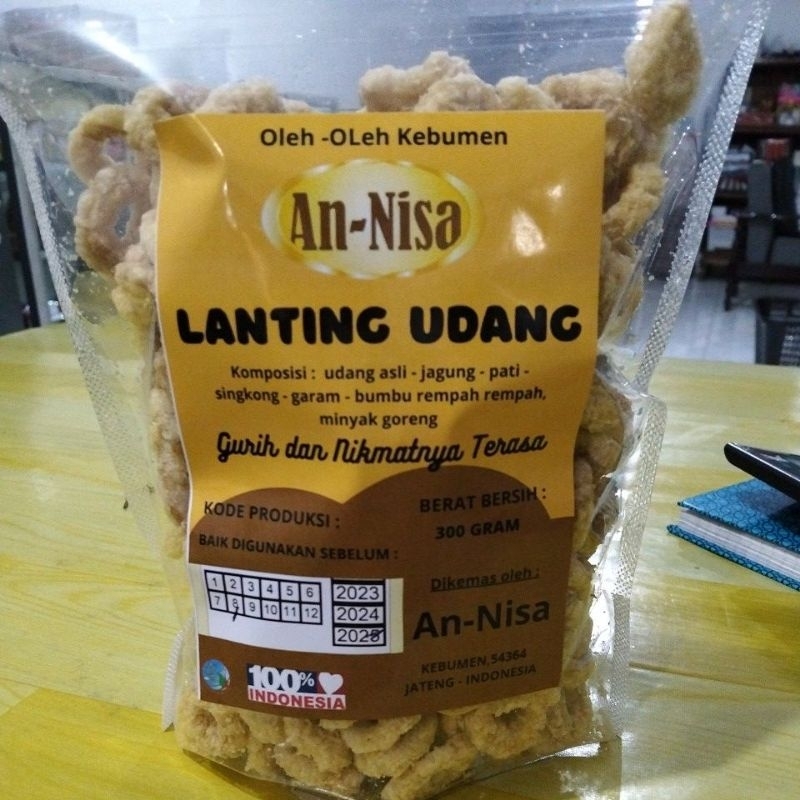 Oleh -OLeh Kebumen
An-Nisa
LANTING UDANG
Komposisi : udang asli - jagung - pati -
singkong - garam - bumbu rempah rempah,
minyak goreng
Gurih dan Nikmatnya Terasa
KODE PRODUKSI :
BERAT BERSIH :
300 GRAM
BAIK DIGUNAKAN SEBELUM :
1 2 3 4 5 6
7 8 9 10 11 12
2023
2024
2025
Dikemas oleh :
An-Nisa
KEBUMEN,54364
JATENG - INDONESIA
100%
INDONESIA